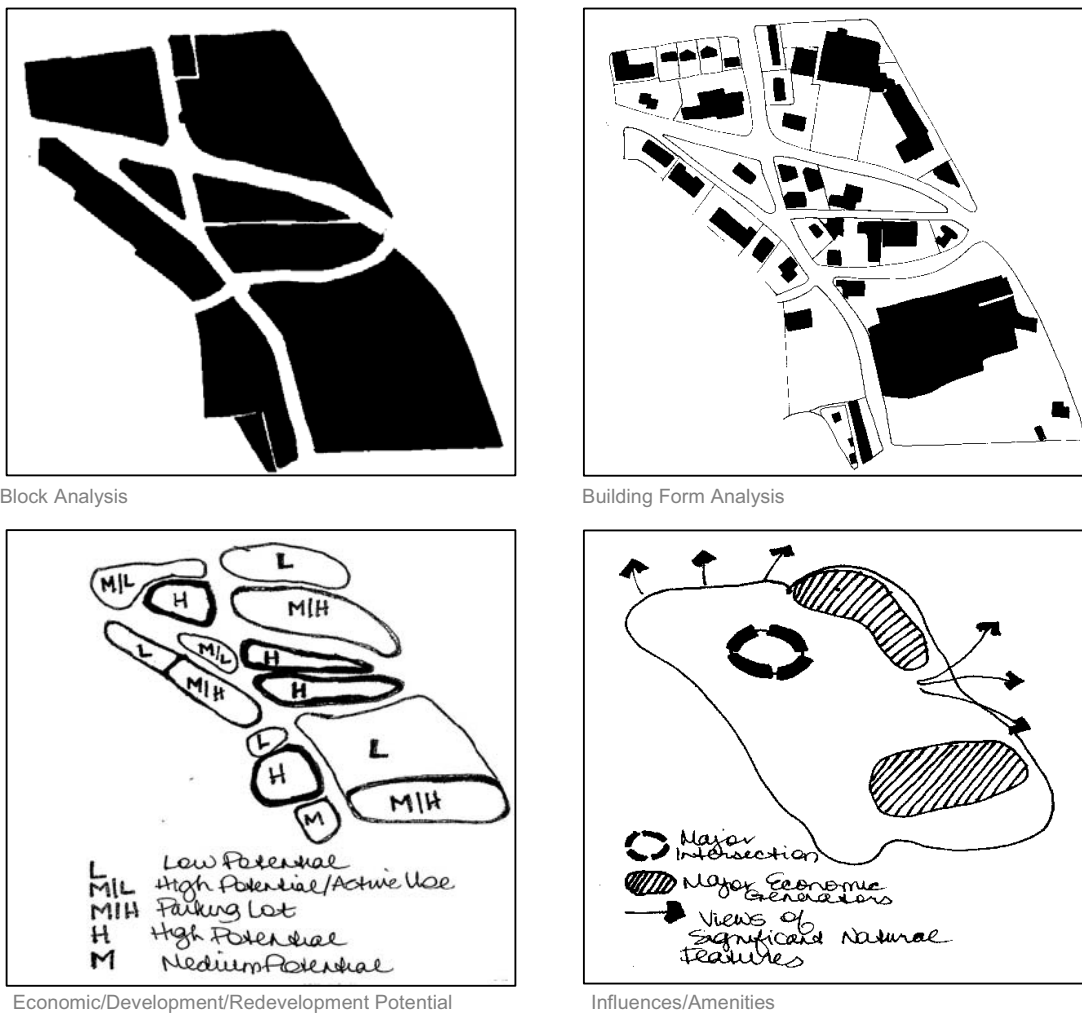 Block Analysis
Building Form Analysis
M/L
L
H
M/H
L
M/L
H
M/H
H
L
L
H
M/H
M
L Low Potential
M/L High Potential/Active Use
M/H Parking Lot
H High Potential
M Medium Potential
Major
Intersection
Major Economic
Generators
Views of
Significant Natural
Features
Economic/Development/Redevelopment Potential
Influences/Amenities